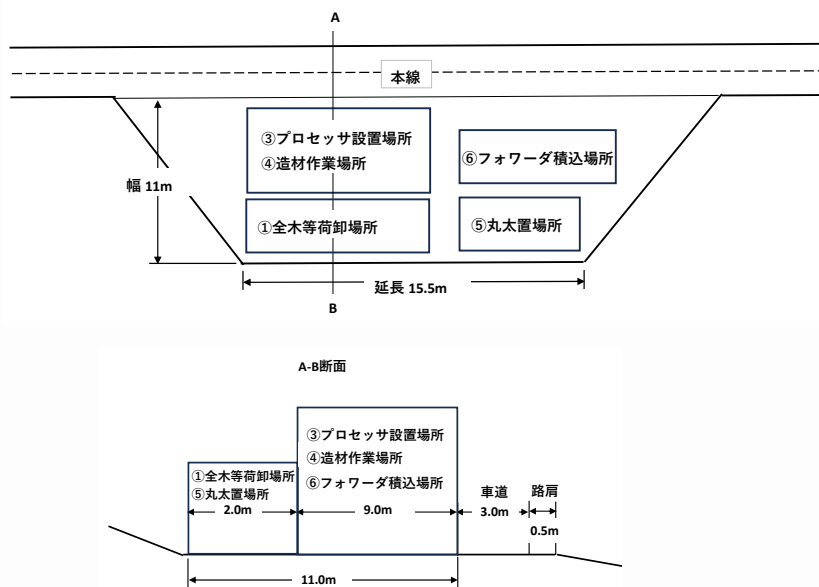 A
本線
③プロセッサ設置場所
④造材作業場所
⑥フォワーダ積込場所
幅 11m
①全木等荷卸場所
⑤丸太置場所
延長 15.5m
B
A-B断面
③プロセッサ設置場所
④造材作業場所
⑥フォワーダ積込場所
①全木等荷卸場所
⑤丸太置場所
車道
路肩
2.0m
9.0m
3.0m
0.5m
11.0m